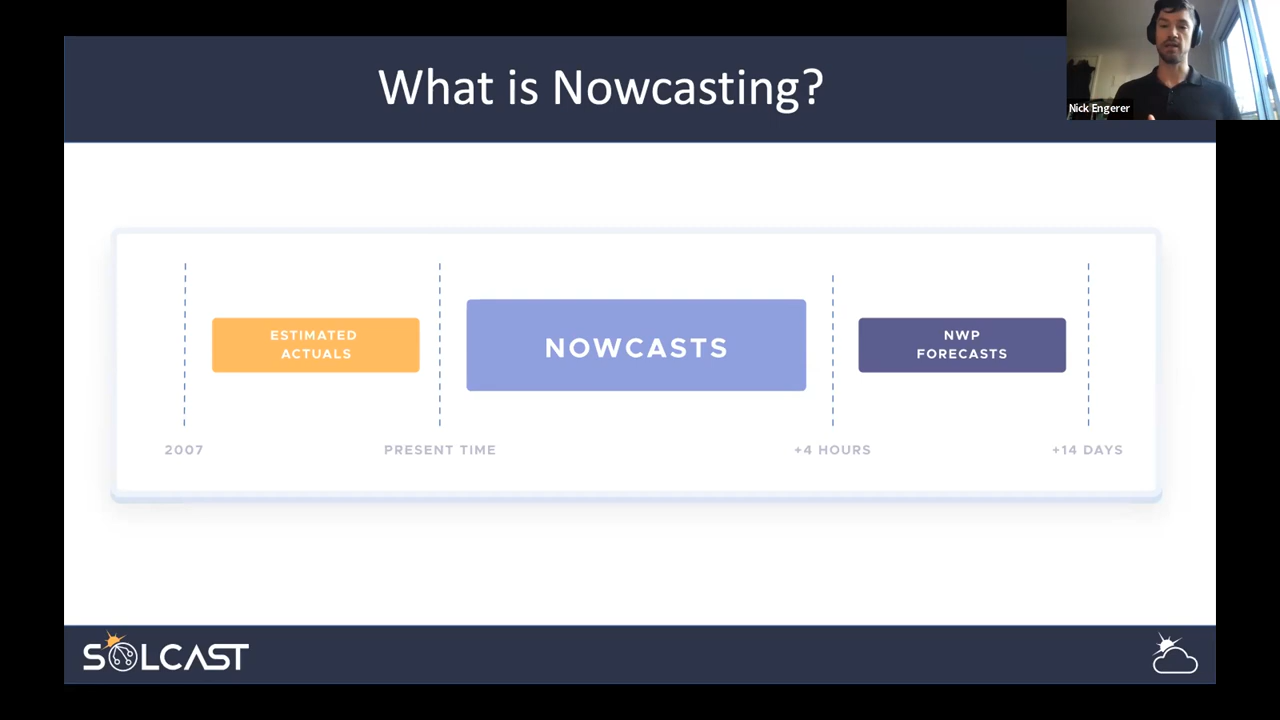 What is Nowcasting?
Nick Engerer
ESTIMATED
ACTUALS
NOWCASTS
NWP
FORECASTS
2007
PRESENT TIME
+4 HOURS
+14 DAYS
SOLCAST